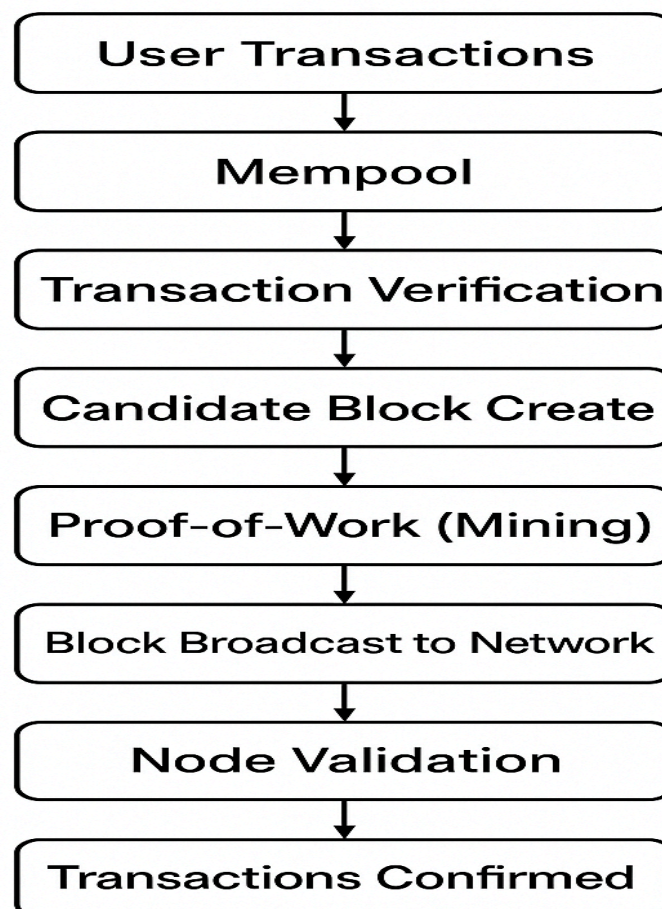 User Transactions
Mempool
Transaction Verification
Candidate Block Create
Proof-of-Work (Mining)
Block Broadcast to Network
Node Validation
Transactions Confirmed